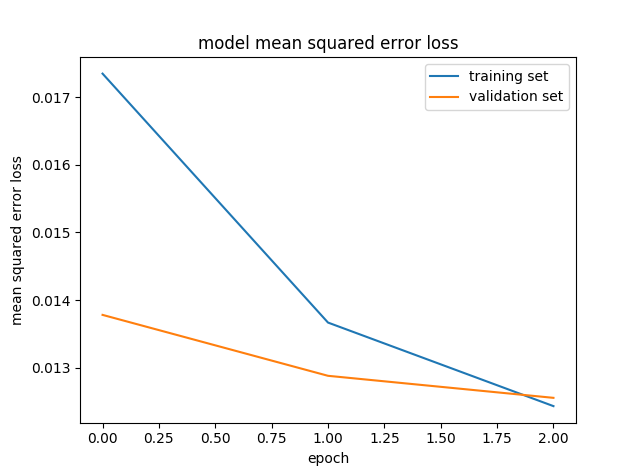 model mean squared error loss
training set
validation set
0.017
0.016
0.015
0.014
0.013
mean squared error loss
0.00 0.25 0.50 0.75 1.00 1.25 1.50 1.75 2.00
epoch